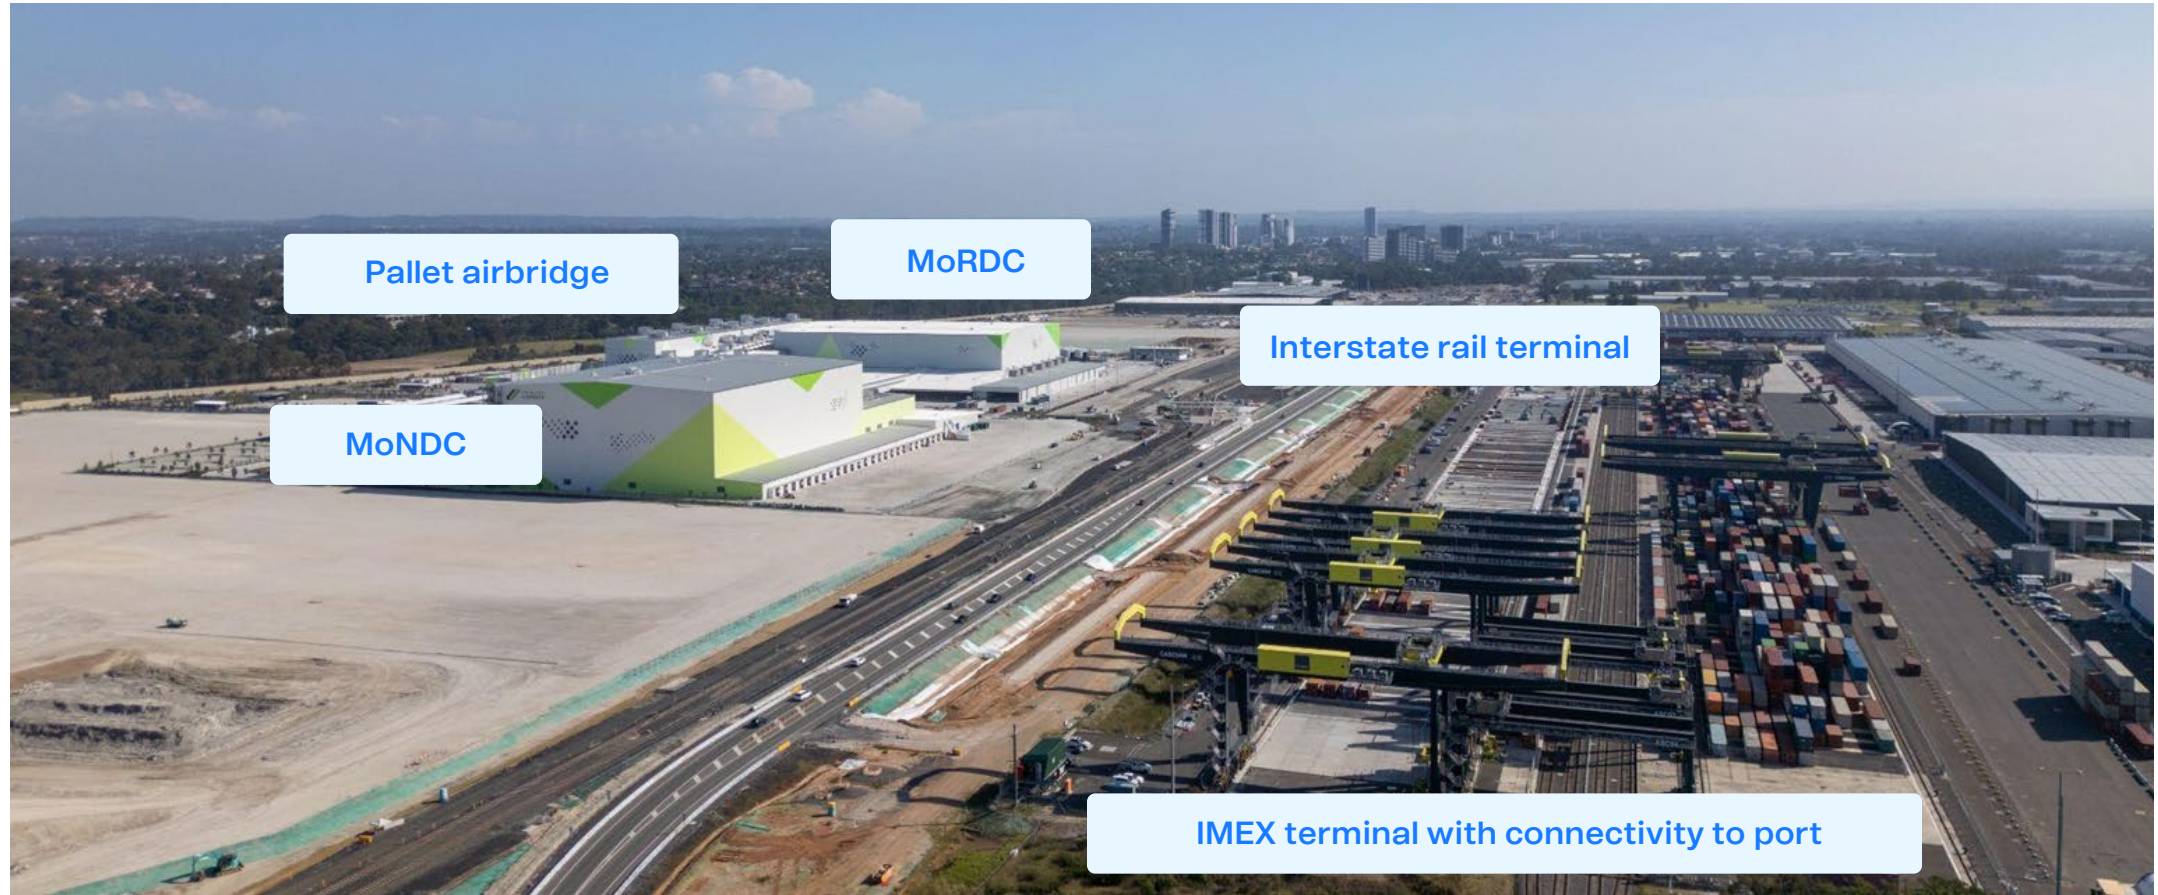 Pallet airbridge
MoRDC
Interstate rail terminal
MoNDC
IMEX terminal with connectivity to port